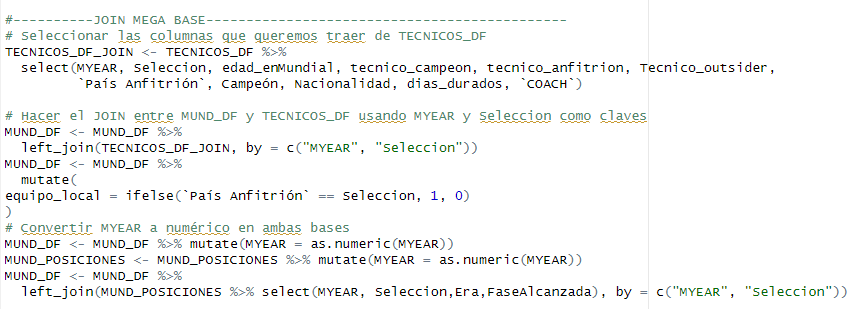 #----------JOIN MEGA BASE---------------------------------------------
# Seleccionar las columnas que queremos traer de TECNICOS_DF
TECNICOS_DF_JOIN <- TECNICOS_DF %>%
  select(MYEAR, Seleccion, edad_enMundial, tecnico_campeon, tecnico_anfitrion, Tecnico_outsider,
         `País Anfitrión`, Campeón, Nacionalidad, dias_durados, `COACH`)
# Hacer el JOIN entre MUND_DF y TECNICOS_DF usando MYEAR y Seleccion como claves
MUND_DF <- MUND_DF %>%
  left_join(TECNICOS_DF_JOIN, by = c("MYEAR", "Seleccion"))
MUND_DF <- MUND_DF %>%
  mutate(
equipo_local = ifelse(`País Anfitrión` == Seleccion, 1, 0)
)
# Convertir MYEAR a numérico en ambas bases
MUND_DF <- MUND_DF %>% mutate(MYEAR = as.numeric(MYEAR))
MUND_POSICIONES <- MUND_POSICIONES %>% mutate(MYEAR = as.numeric(MYEAR))
MUND_DF <- MUND_DF %>%
  left_join(MUND_POSICIONES %>% select(MYEAR, Seleccion,Era,FaseAlcanzada), by = c("MYEAR", "Seleccion"))